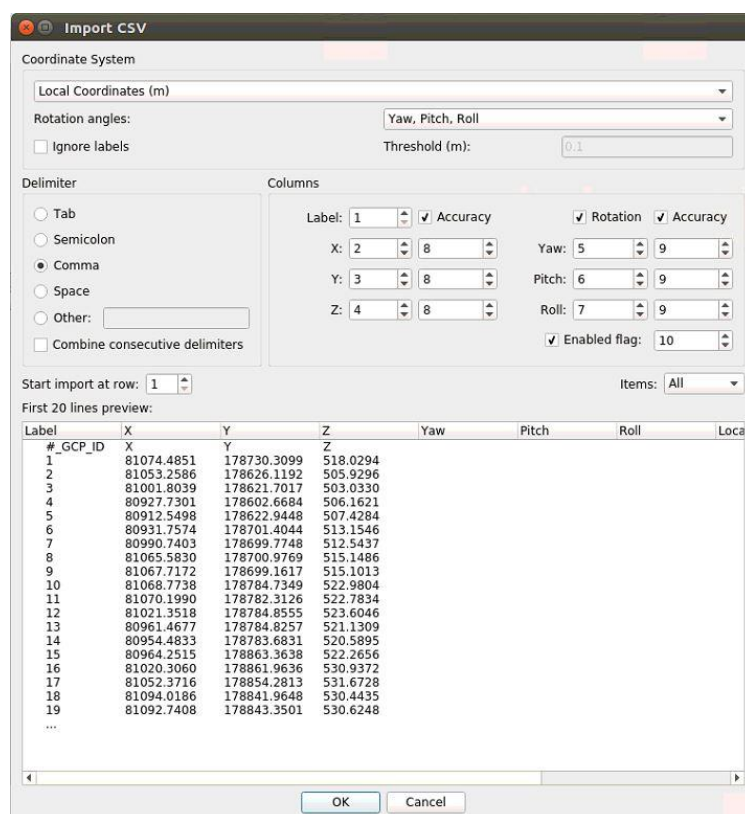 Import CSV
Coordinate System
Local Coordinates (m)
Rotation angles: Yaw, Pitch, Roll
Ignore labels Threshold (m): 0.1
Delimiter Columns
Tab Label: 1 Accuracy Rotation Accuracy
Semicolon X: 2 8 Yaw: 5 9
Comma Y: 3 8 Pitch: 6 9
Space Z: 4 8 Roll: 7 9
Other: Enabled flag: 10
Combine consecutive delimiters
Start import at row: 1 Items: All
First 20 lines preview:
Label X Y Z Yaw Pitch Roll Loca
#_GCP_ID X Y Z
1 81074.4851 178730.3099 518.0294
2 81053.2586 178626.1192 505.9296
3 81001.8039 178621.7017 503.0330
4 80927.7301 178602.6684 506.1621
5 80912.5498 178622.9448 507.4284
6 80931.7574 178701.4044 513.1546
7 80990.7403 178699.7748 512.5437
8 81065.5830 178700.9769 515.1486
9 81067.7172 178699.1617 515.1013
10 81068.7738 178784.7349 522.9804
11 81070.1990 178782.3126 522.7834
12 81021.3518 178784.8555 523.6046
13 80961.4677 178784.8257 521.1309
14 80954.4833 178783.6831 520.5895
15 80964.2515 178863.3638 522.2656
16 81020.3060 178861.9636 530.9372
17 81052.3716 178854.2813 531.6728
18 81094.0186 178841.9648 530.4435
19 81092.7408 178843.3501 530.6248
...
OK Cancel